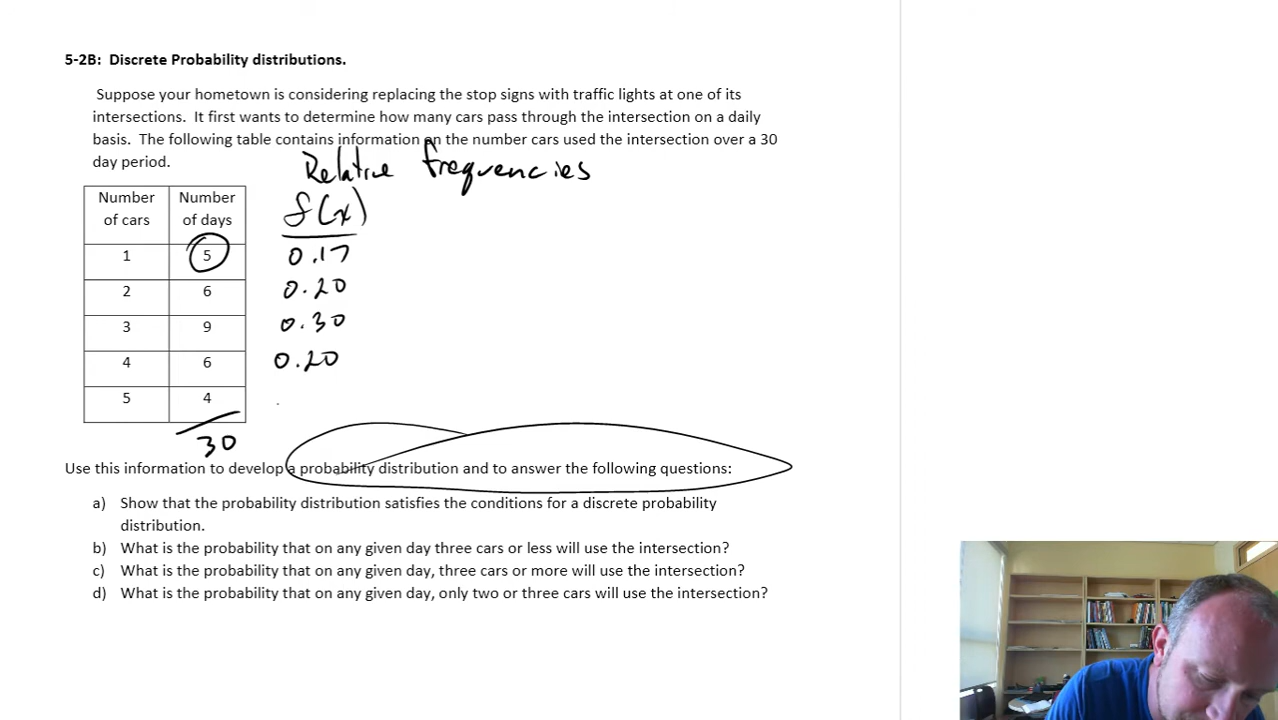 5-2B: Discrete Probability distributions.
Suppose your hometown is considering replacing the stop signs with traffic lights at one of its
intersections. It first wants to determine how many cars pass through the intersection on a daily
basis. The following table contains information on the number cars used the intersection over a 30
day period.
Relative frequencies
Number of cars Number of days f(x)
1 5 0.17
2 6 0.20
3 9 0.30
4 6 0.20
5 4
30
Use this information to develop a probability distribution and to answer the following questions:
a) Show that the probability distribution satisfies the conditions for a discrete probability
distribution.
b) What is the probability that on any given day three cars or less will use the intersection?
c) What is the probability that on any given day, three cars or more will use the intersection?
d) What is the probability that on any given day, only two or three cars will use the intersection?